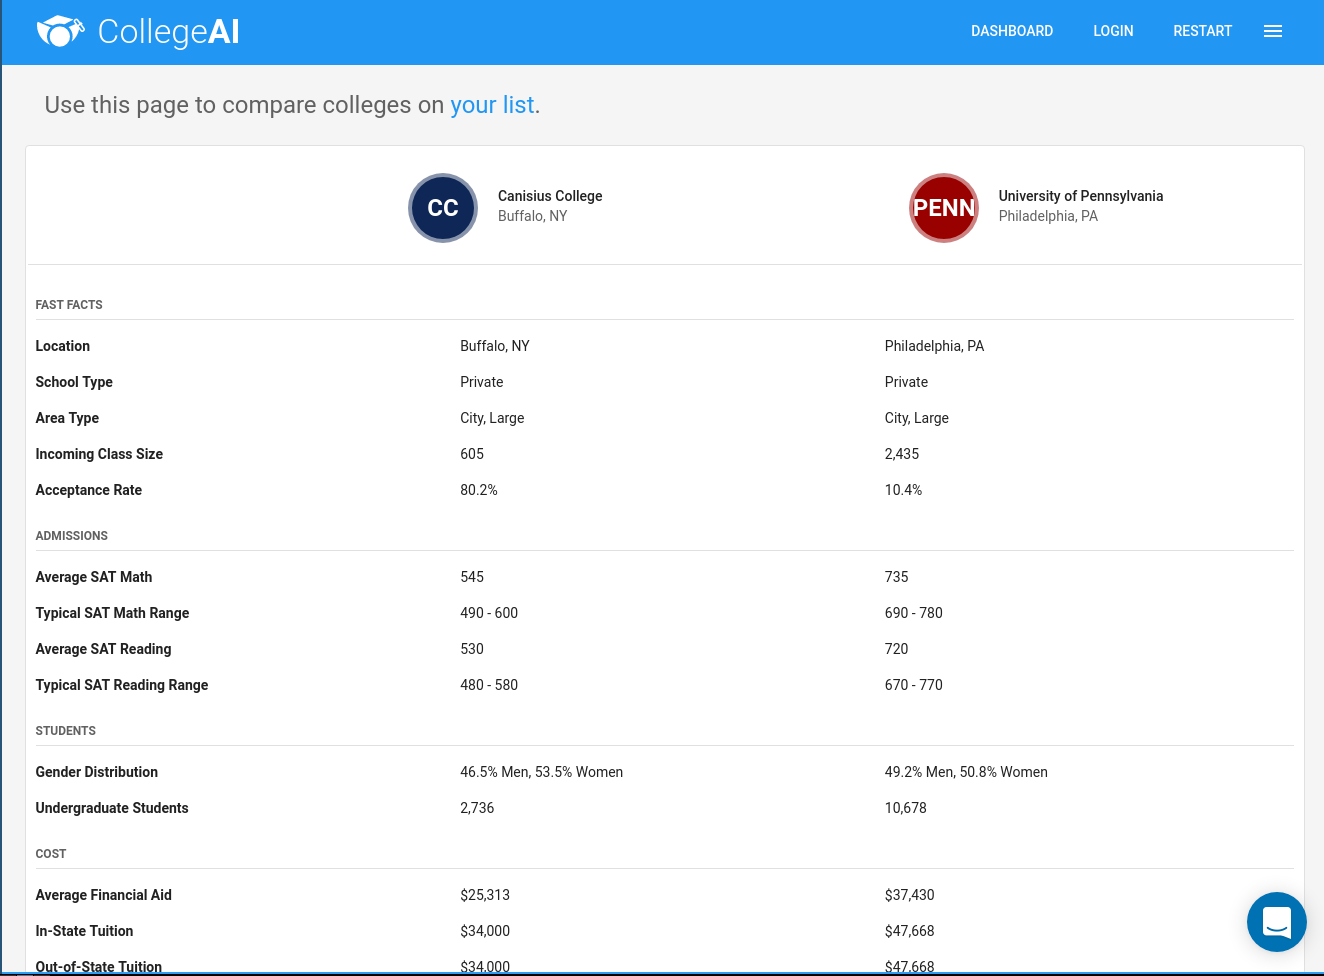 CollegeAI DASHBOARD LOGIN RESTART
Use this page to compare colleges on your list.
CC Canisius College PENN University of Pennsylvania
Buffalo, NY Philadelphia, PA
FAST FACTS
Location Buffalo, NY Philadelphia, PA
School Type Private Private
Area Type City, Large City, Large
Incoming Class Size 605 2,435
Acceptance Rate 80.2% 10.4%
ADMISSIONS
Average SAT Math 545 735
Typical SAT Math Range 490 - 600 690 - 780
Average SAT Reading 530 720
Typical SAT Reading Range 480 - 580 670 - 770
STUDENTS
Gender Distribution 46.5% Men, 53.5% Women 49.2% Men, 50.8% Women
Undergraduate Students 2,736 10,678
COST
Average Financial Aid $25,313 $37,430
In-State Tuition $34,000 $47,668
Out-of-State Tuition $34,000 $47,668